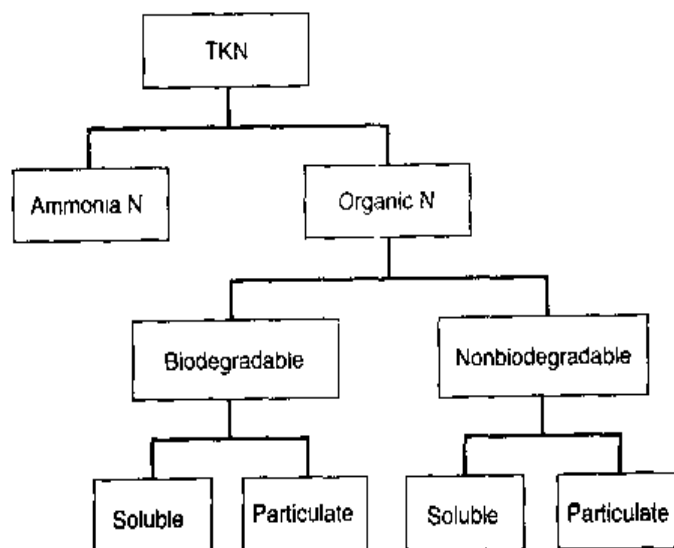 TKN
Ammonia N
Organic N
Biodegradable
Nonbiodegradable
Soluble
Particulate
Soluble
Particulate